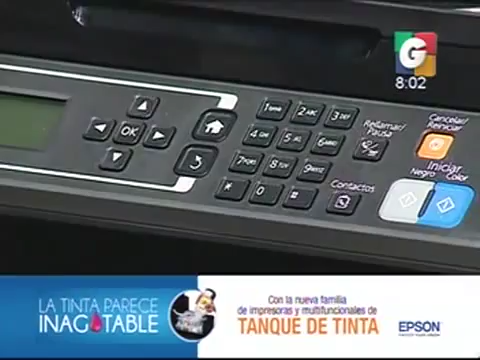 G
8:02
Cancelar/
Reiniciar
Rellamar/
Pausa
Iniciar
Negro Color
Contactos
OK
1 2ABC 3DEF
4GHI 5JKL 6MNO
7PQRS 8TUV 9WXYZ
* 0 #
LA TINTA PARECE
INAGOTABLE
Con la nueva familia
de impresoras y multifuncionales de
TANQUE DE TINTA
EPSON